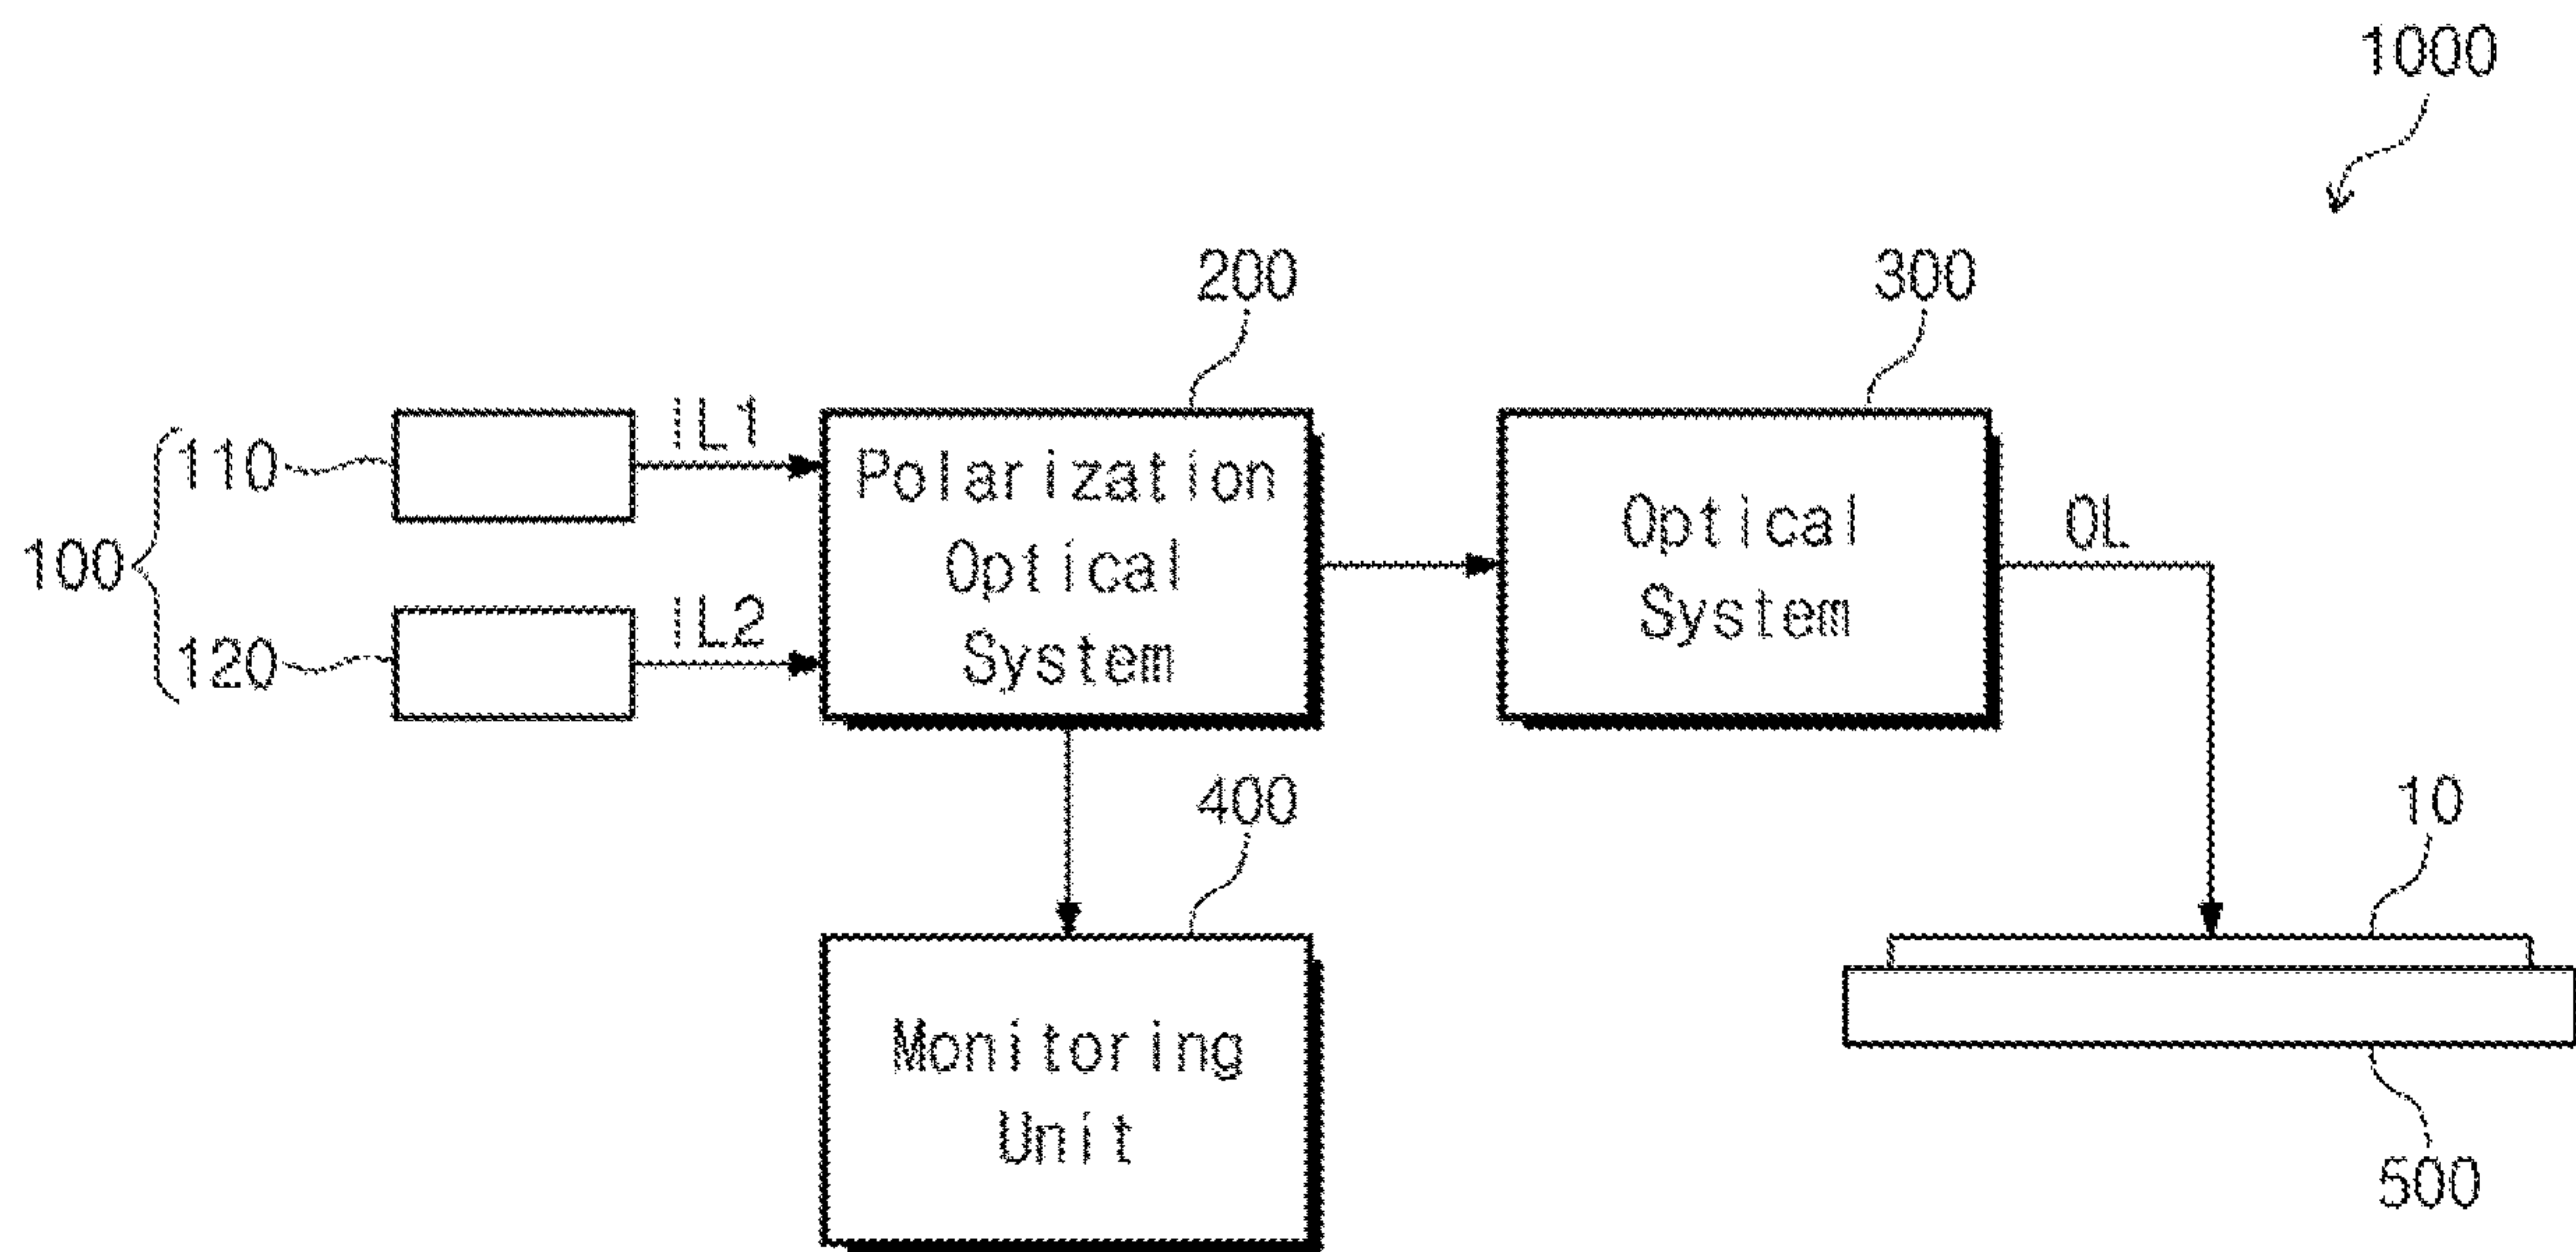 1000
200
300
100
110
IL1
120
IL2
Polarization
Optical
System
Optical
System
OL
400
10
Monitoring
Unit
500